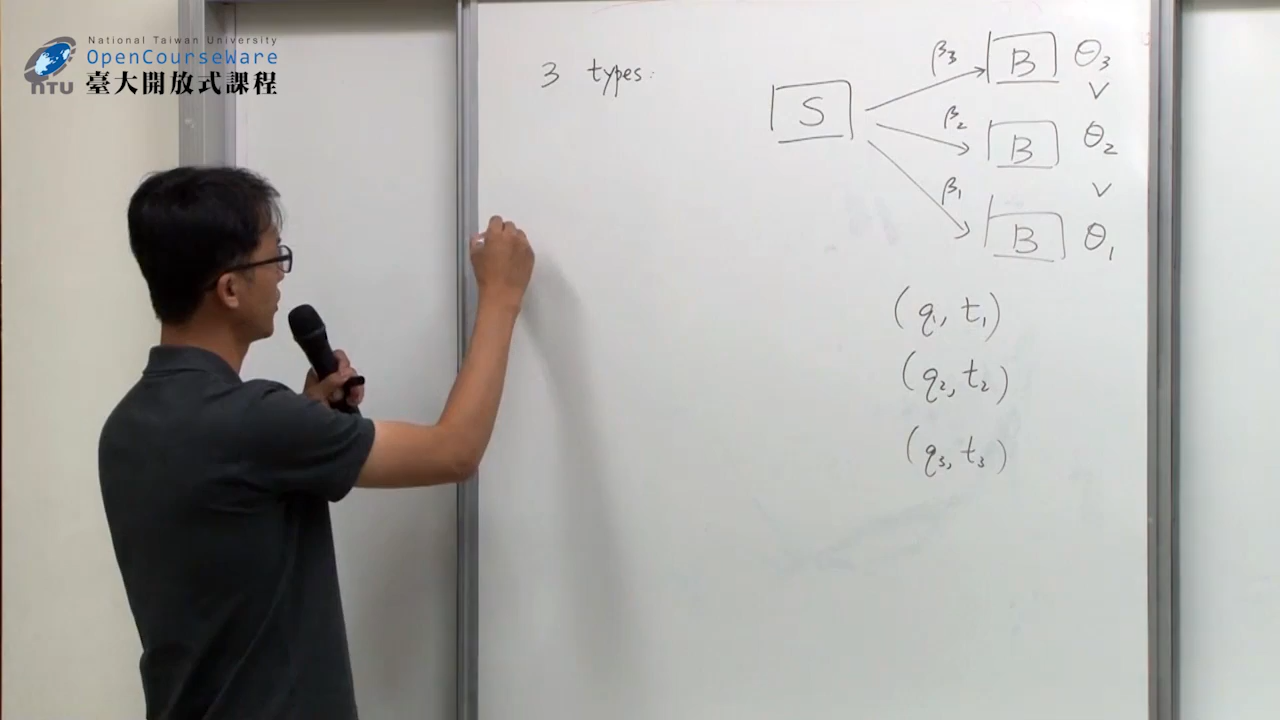 National Taiwan University
OpenCourseWare
NTU 臺大開放式課程
3 types:
S
β3 B θ3
∨
β2 B θ2
∨
β1 B θ1
(q1, t1)
(q2, t2)
(q3, t3)